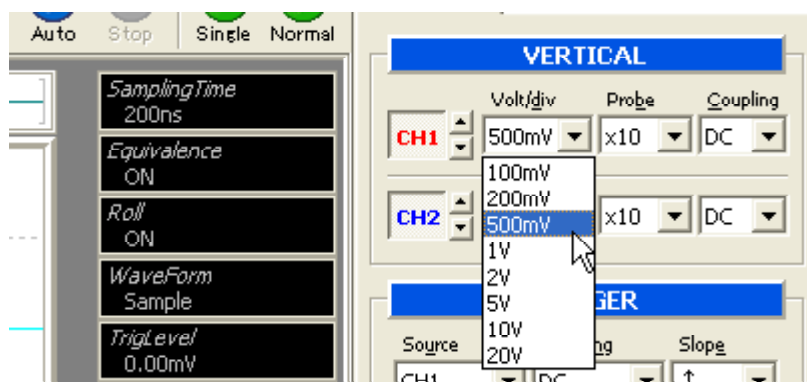 Auto Stop Single Normal
SamplingTime
200ns
Equivalence
ON
Roll
ON
WaveForm
Sample
TrigLevel
0.00mV
VERTICAL
Volt/div Probe Coupling
CH1 500mV x10 DC
100mV
200mV
500mV
1V
2V
5V
10V
20V
CH2 x10 DC
GER
Source ng Slope
CH1 DC ↑